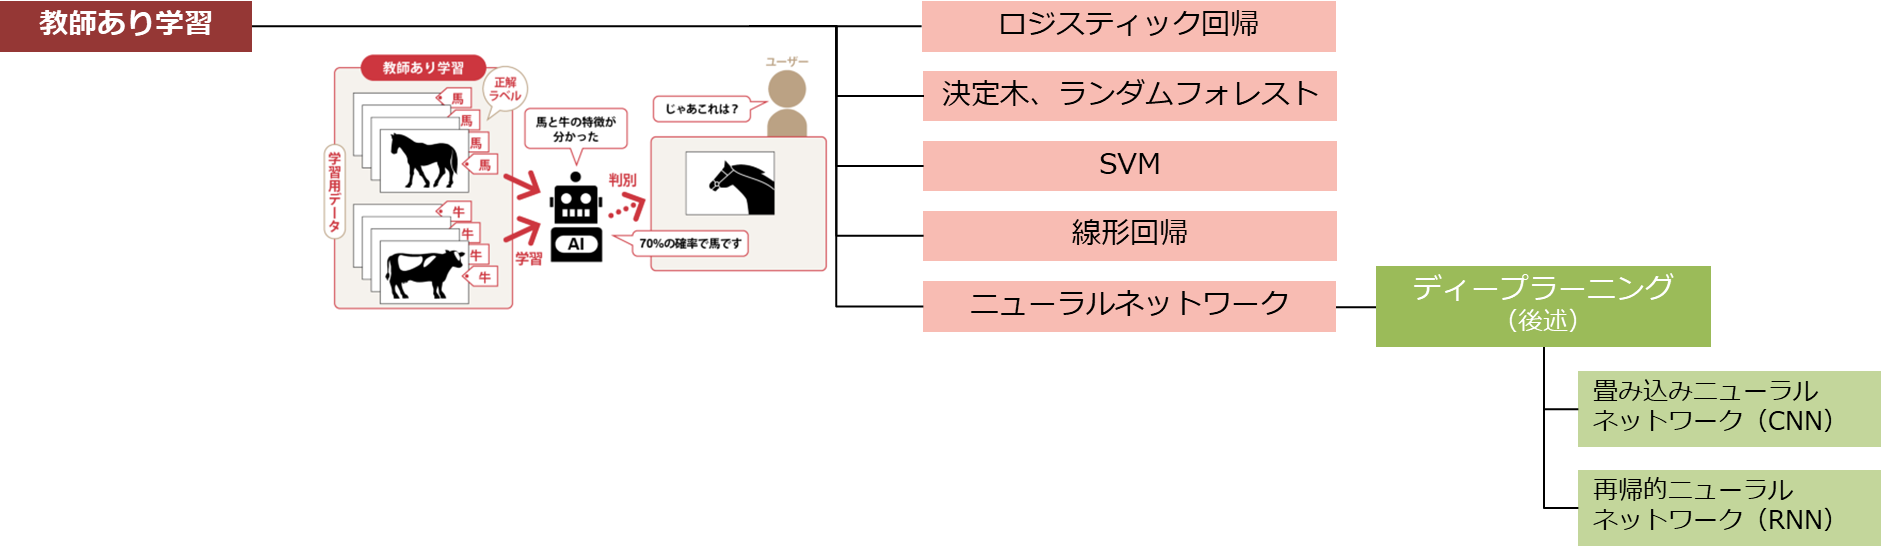 教師あり学習
ロジスティック回帰
決定木、ランダムフォレスト
SVM
線形回帰
ニューラルネットワーク
ディープラーニング
（後述）
畳み込みニューラル
ネットワーク（CNN）
再帰的ニューラル
ネットワーク（RNN）
教師あり学習
正解
ラベル
学習用データ
馬
馬
馬
馬
牛
牛
牛
牛
馬と牛の特徴が
分かった
学習
AI
判別
ユーザー
じゃあこれは？
70%の確率で馬です